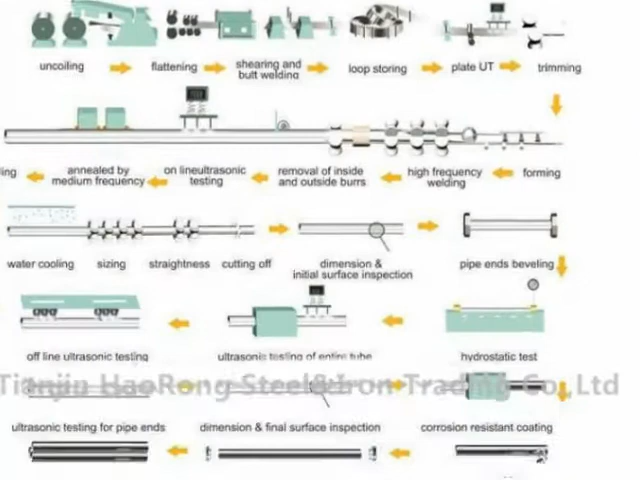 uncoiling
flattening
shearing and
butt welding
loop storing
plate UT
trimming
annealed by
medium frequency
on lineultrasonic
testing
removal of inside
and outside burrs
high frequency
welding
forming
water cooling
sizing
straightness
cutting off
dimension &
initial surface inspection
pipe ends beveling
off line ultrasonic testing
ultrasonic testing of entire tube
hydrostatic test
Tianjin HaoRong Steel&Iron Trading Co,Ltd
ultrasonic testing for pipe ends
dimension & final surface inspection
corrosion resistant coating